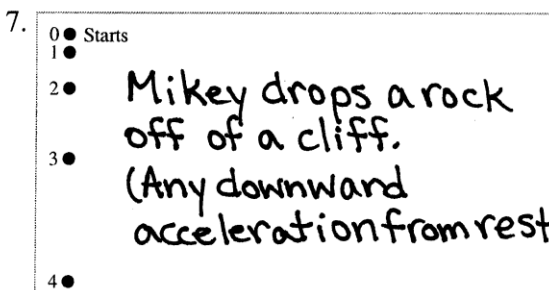 7.
0 Starts
1
2
3
4
Mikey drops a rock
off of a cliff.
(Any downward
acceleration from rest